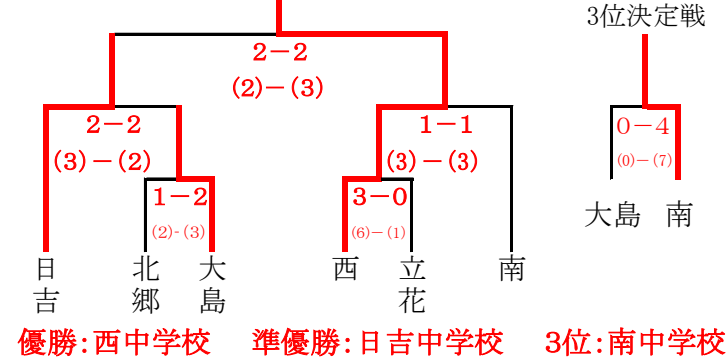 3位決定戦
2－2
(2)－(3)
2－2
(3)－(2)
1－1
(3)－(3)
0－4
(0)－(7)
1－2
(2)-(3)
3－0
(6)－(1)
大島 南
日吉
北郷
大島
西
立花
南
優勝:西中学校 準優勝:日吉中学校 3位:南中学校